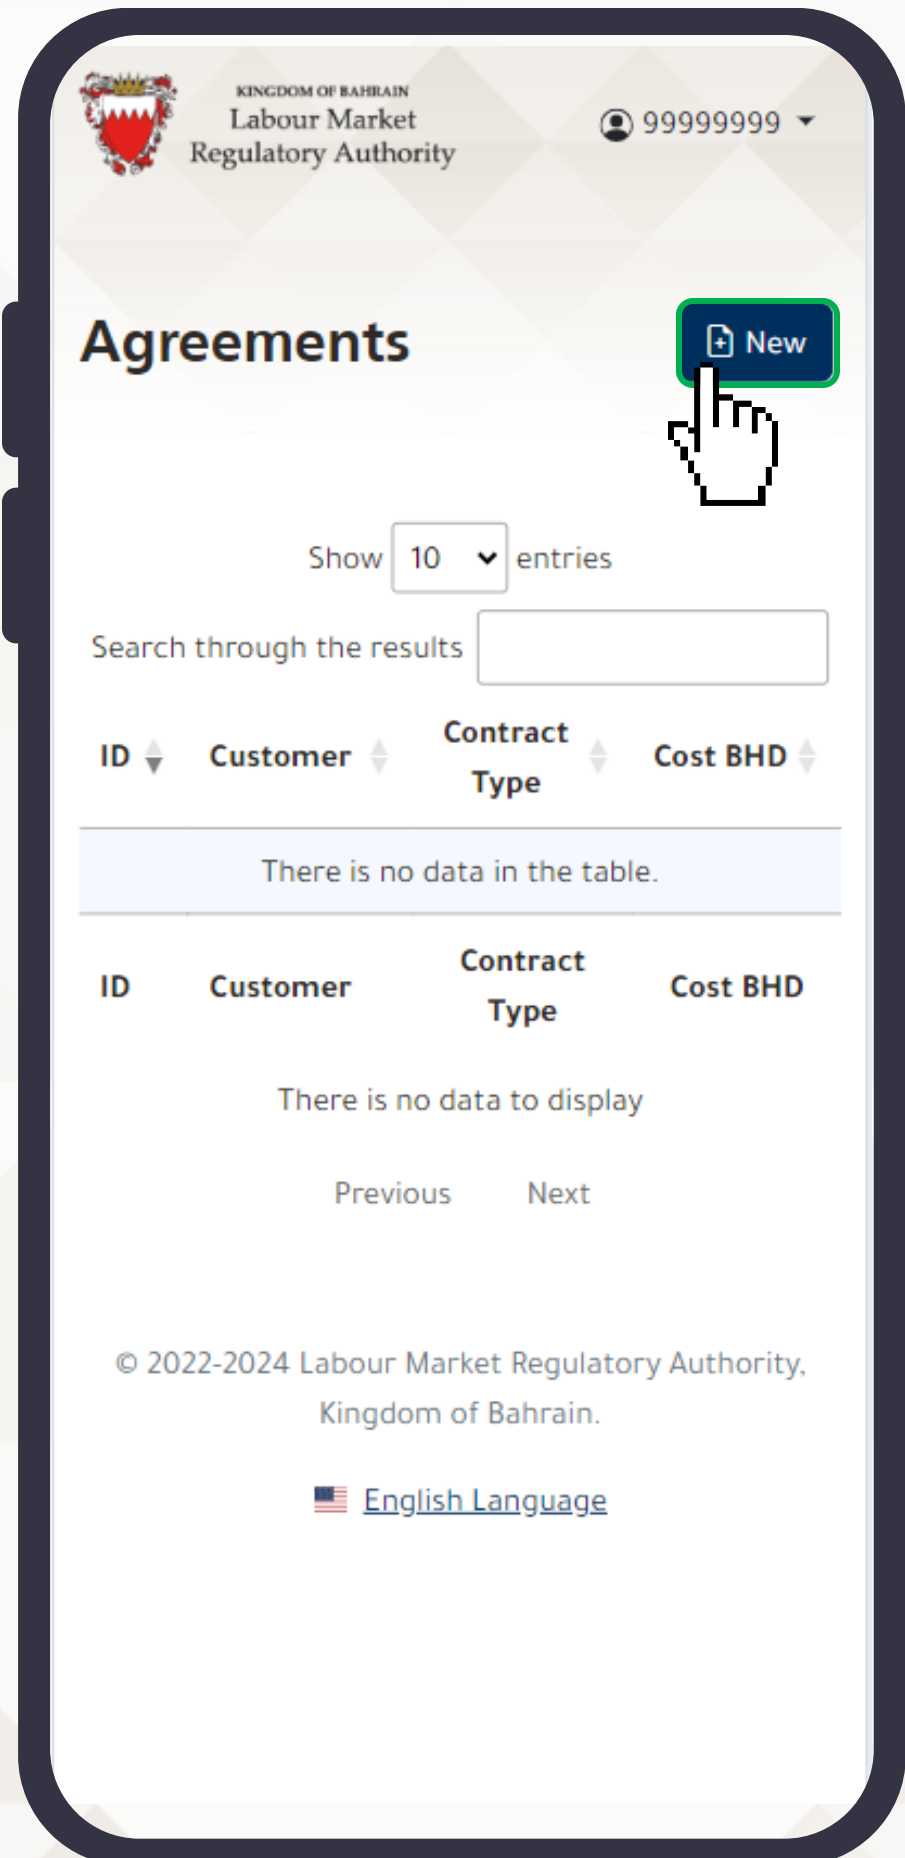 KINGDOM OF BAHRAIN
Labour Market
Regulatory Authority
99999999
Agreements
New
Show 10 entries
Search through the results
ID Customer Contract Type Cost BHD
There is no data in the table.
ID Customer Contract Type Cost BHD
There is no data to display
Previous Next
© 2022-2024 Labour Market Regulatory Authority,
Kingdom of Bahrain.
English Language